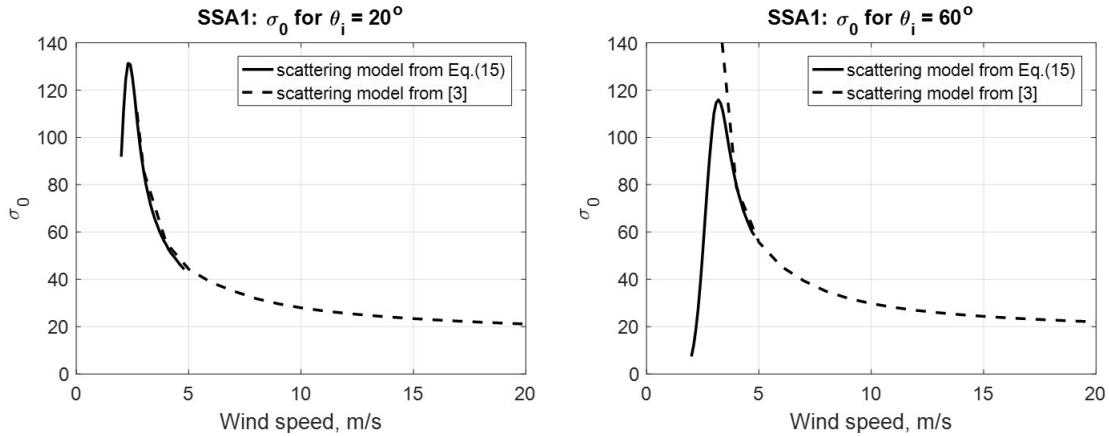 SSA1: σ0 for θi = 20o
140
120
100
80
60
40
20
0
σ0
scattering model from Eq.(15)
scattering model from [3]
0 5 10 15 20
Wind speed, m/s
SSA1: σ0 for θi = 60o
140
120
100
80
60
40
20
0
σ0
scattering model from Eq.(15)
scattering model from [3]
0 5 10 15 20
Wind speed, m/s